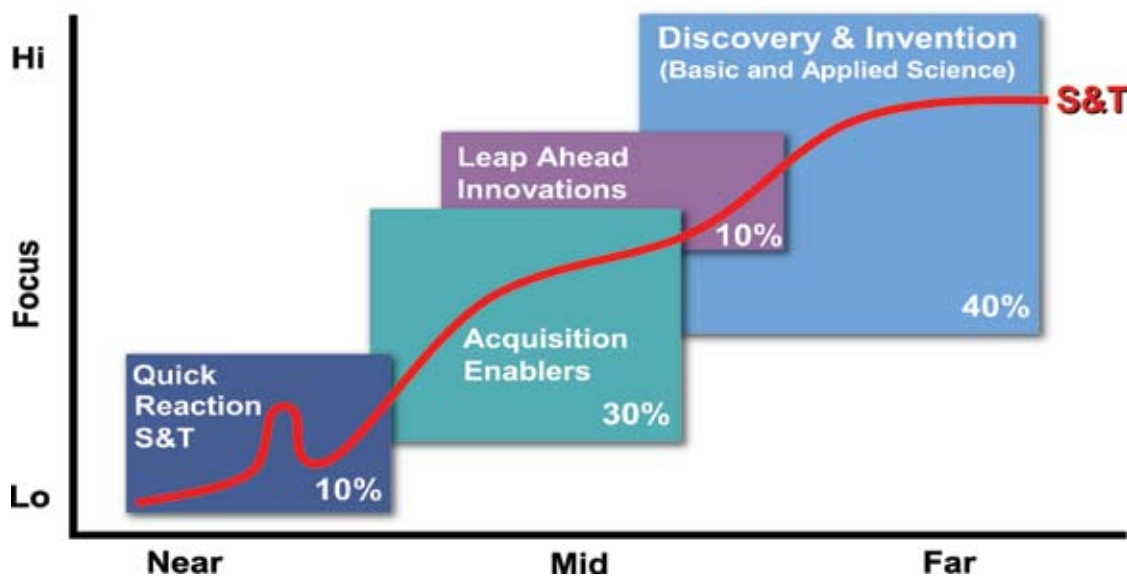 Hi
Focus
Lo
Discovery & Invention
(Basic and Applied Science)
40%
S&T
Leap Ahead
Innovations
10%
Acquisition
Enablers
30%
Quick
Reaction
S&T
10%
Near
Mid
Far